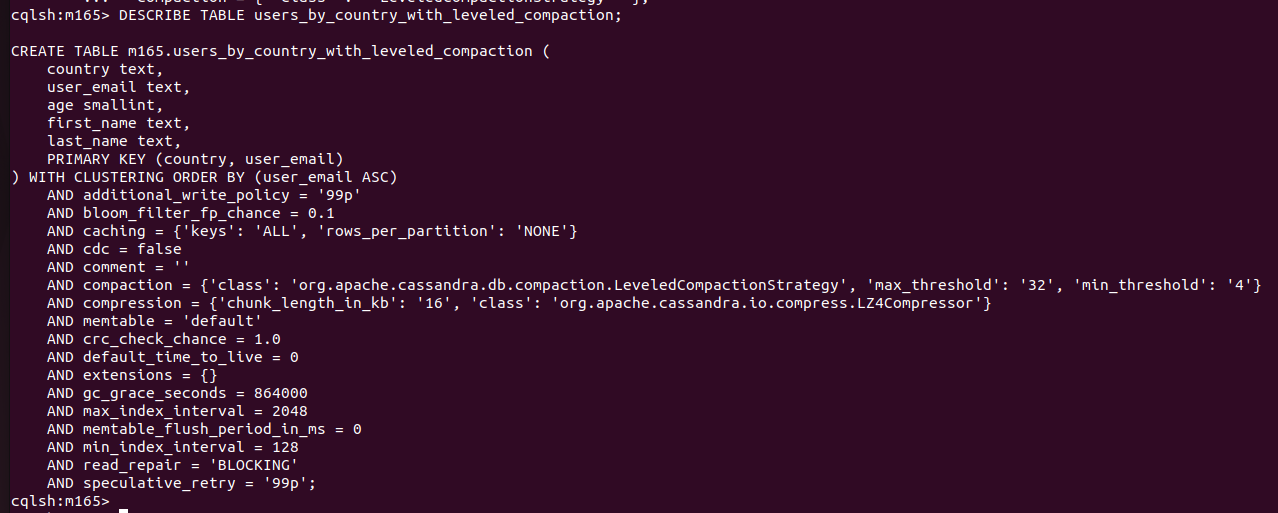 ... compaction = { 'class' : 'LeveledCompactionStrategy' };
cqlsh:m165> DESCRIBE TABLE users_by_country_with_leveled_compaction;
CREATE TABLE m165.users_by_country_with_leveled_compaction (
    country text,
    user_email text,
    age smallint,
    first_name text,
    last_name text,
    PRIMARY KEY (country, user_email)
) WITH CLUSTERING ORDER BY (user_email ASC)
    AND additional_write_policy = '99p'
    AND bloom_filter_fp_chance = 0.1
    AND caching = {'keys': 'ALL', 'rows_per_partition': 'NONE'}
    AND cdc = false
    AND comment = ''
    AND compaction = {'class': 'org.apache.cassandra.db.compaction.LeveledCompactionStrategy', 'max_threshold': '32', 'min_threshold': '4'}
    AND compression = {'chunk_length_in_kb': '16', 'class': 'org.apache.cassandra.io.compress.LZ4Compressor'}
    AND memtable = 'default'
    AND crc_check_chance = 1.0
    AND default_time_to_live = 0
    AND extensions = {}
    AND gc_grace_seconds = 864000
    AND max_index_interval = 2048
    AND memtable_flush_period_in_ms = 0
    AND min_index_interval = 128
    AND read_repair = 'BLOCKING'
    AND speculative_retry = '99p';
cqlsh:m165>